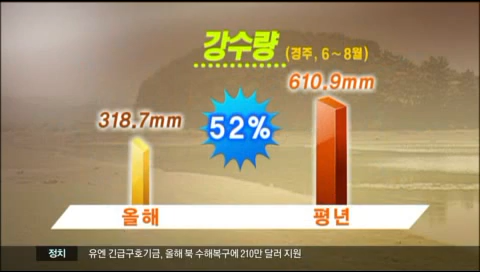 강수량 (경주, 6~8월)
610.9mm
318.7mm
52%
올해 평년
정치 유엔 긴급구호기금, 올해 북 수해복구에 210만 달러 지원